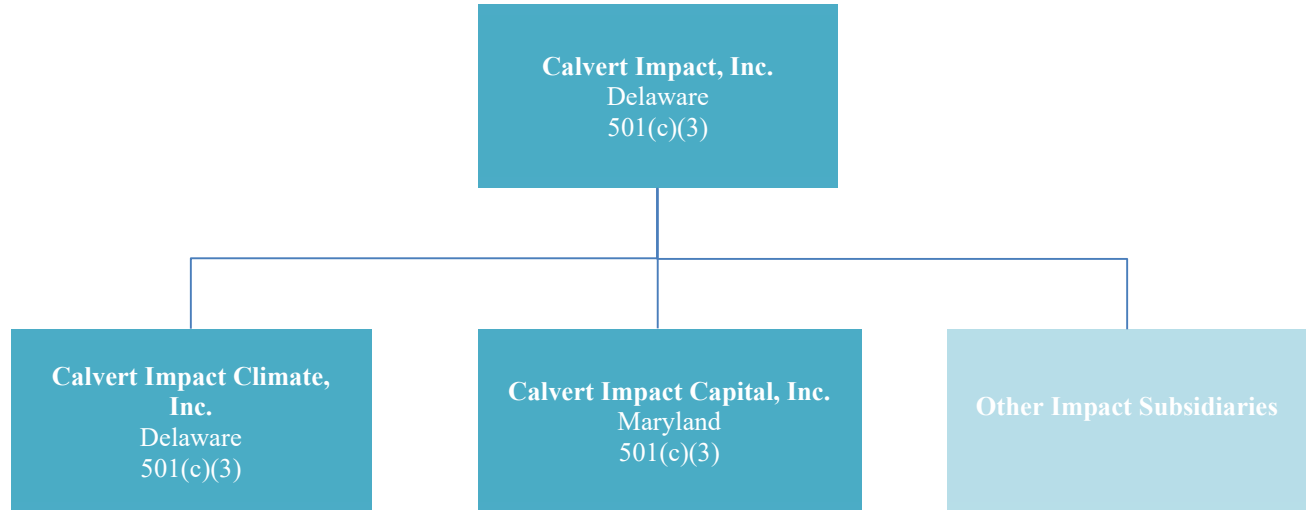 Calvert Impact, Inc.
Delaware
501(c)(3)
Calvert Impact Climate,
Inc.
Delaware
501(c)(3)
Calvert Impact Capital, Inc.
Maryland
501(c)(3)
Other Impact Subsidiaries